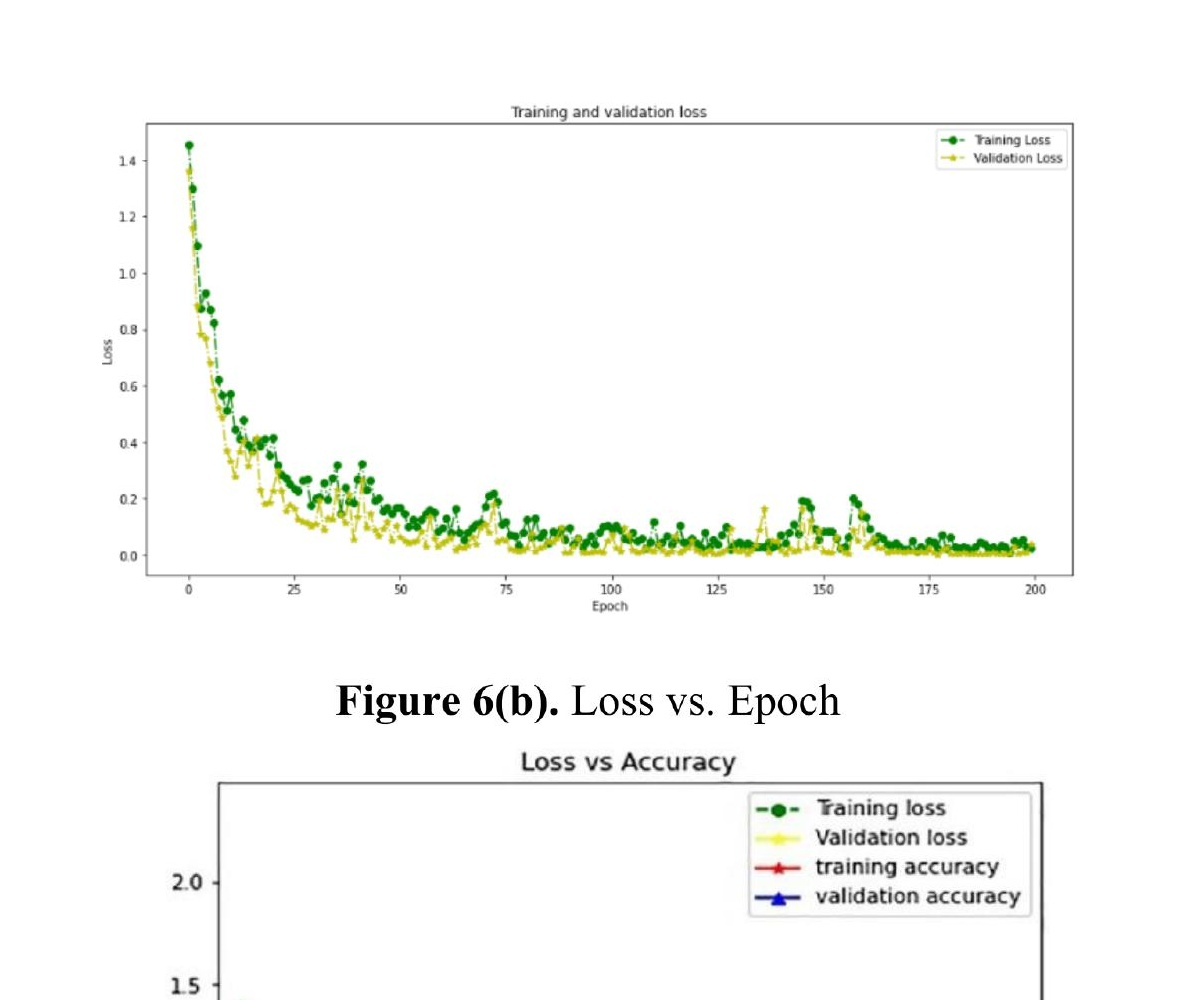 Training and validation loss
Training Loss
Validation Loss
1.4
1.2
1.0
0.8
0.6
0.4
0.2
0.0
Loss
0 25 50 75 100 125 150 175 200
Epoch
Figure 6(b). Loss vs. Epoch
Loss vs Accuracy
Training loss
Validation loss
training accuracy
validation accuracy
2.0
1.5